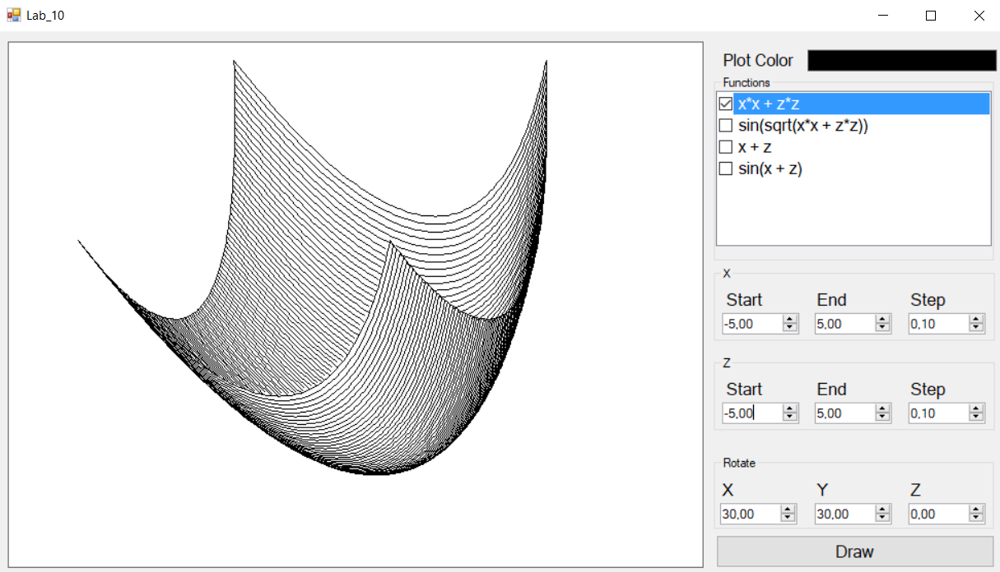 Lab_10
Plot Color
Functions
x*x + z*z
sin(sqrt(x*x + z*z))
x + z
sin(x + z)
X
Start End Step
-5,00 5,00 0,10
Z
Start End Step
-5,00 5,00 0,10
Rotate
X Y Z
30,00 30,00 0,00
Draw